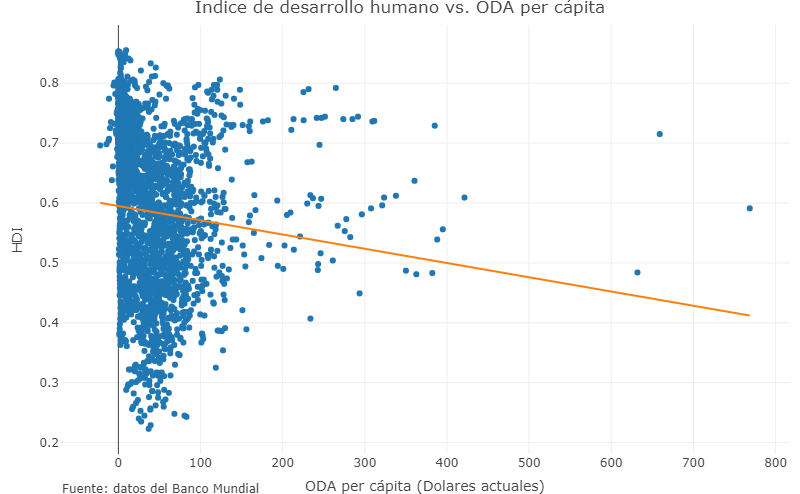 Índice de desarrollo humano vs. ODA per cápita
0.8
0.7
0.6
0.5
0.4
0.3
0.2
HDI
0 100 200 300 400 500 600 700 800
ODA per cápita (Dolares actuales)
Fuente: datos del Banco Mundial